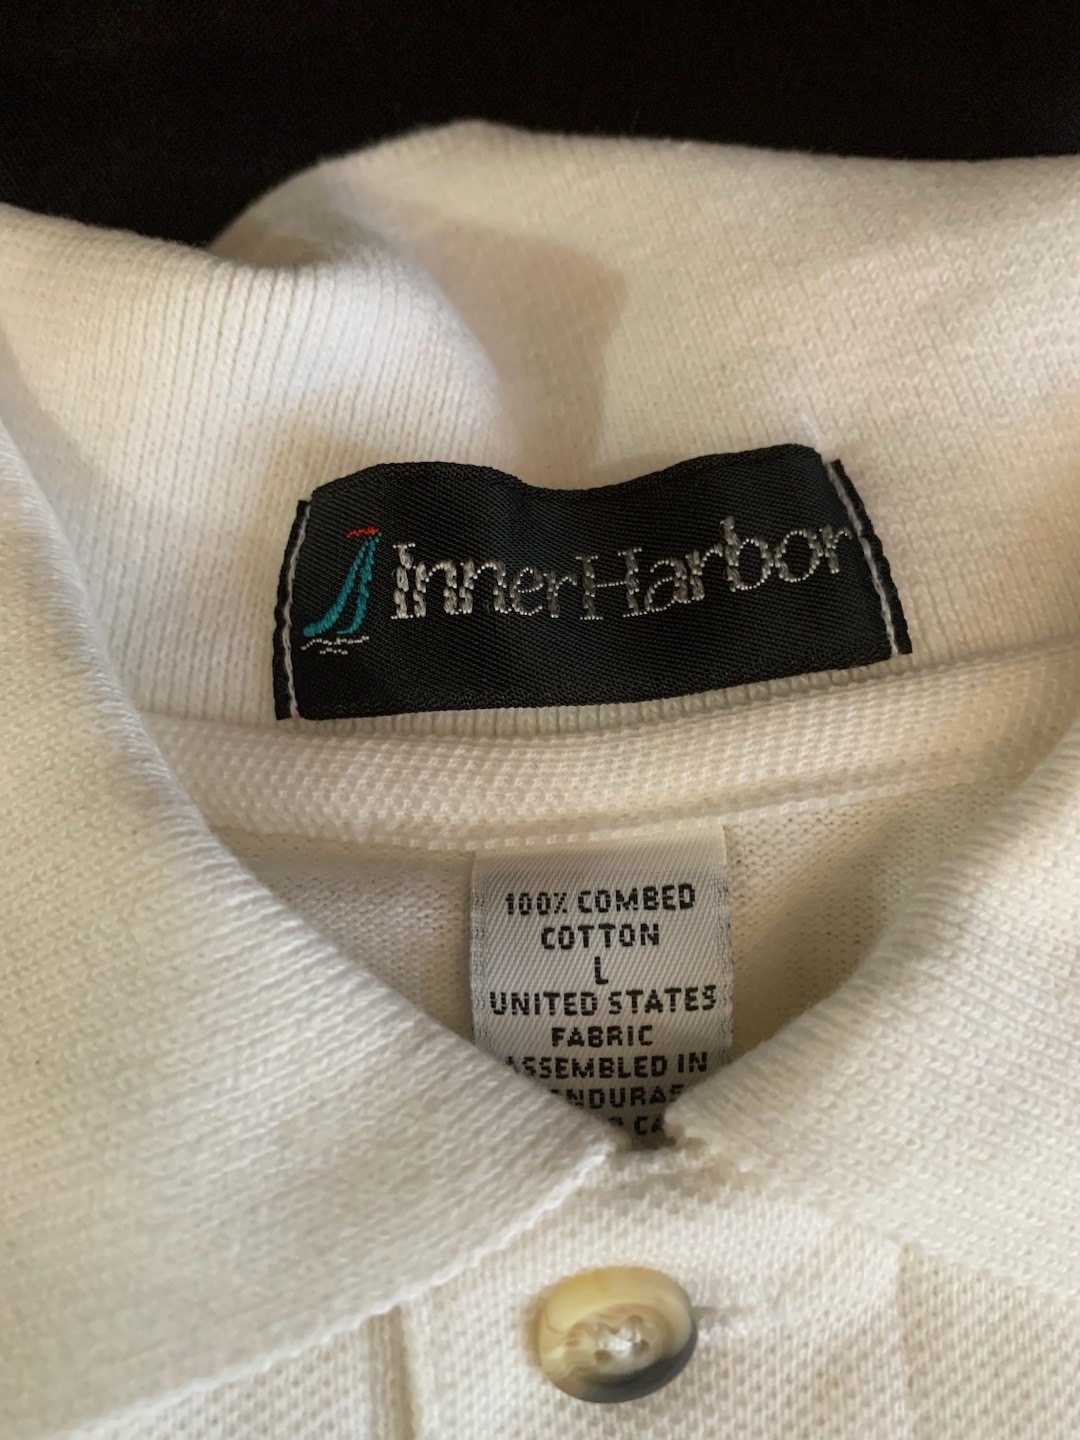 InnerHarbor
100% COMBED
COTTON
L
UNITED STATES
FABRIC
ASSEMBLED IN